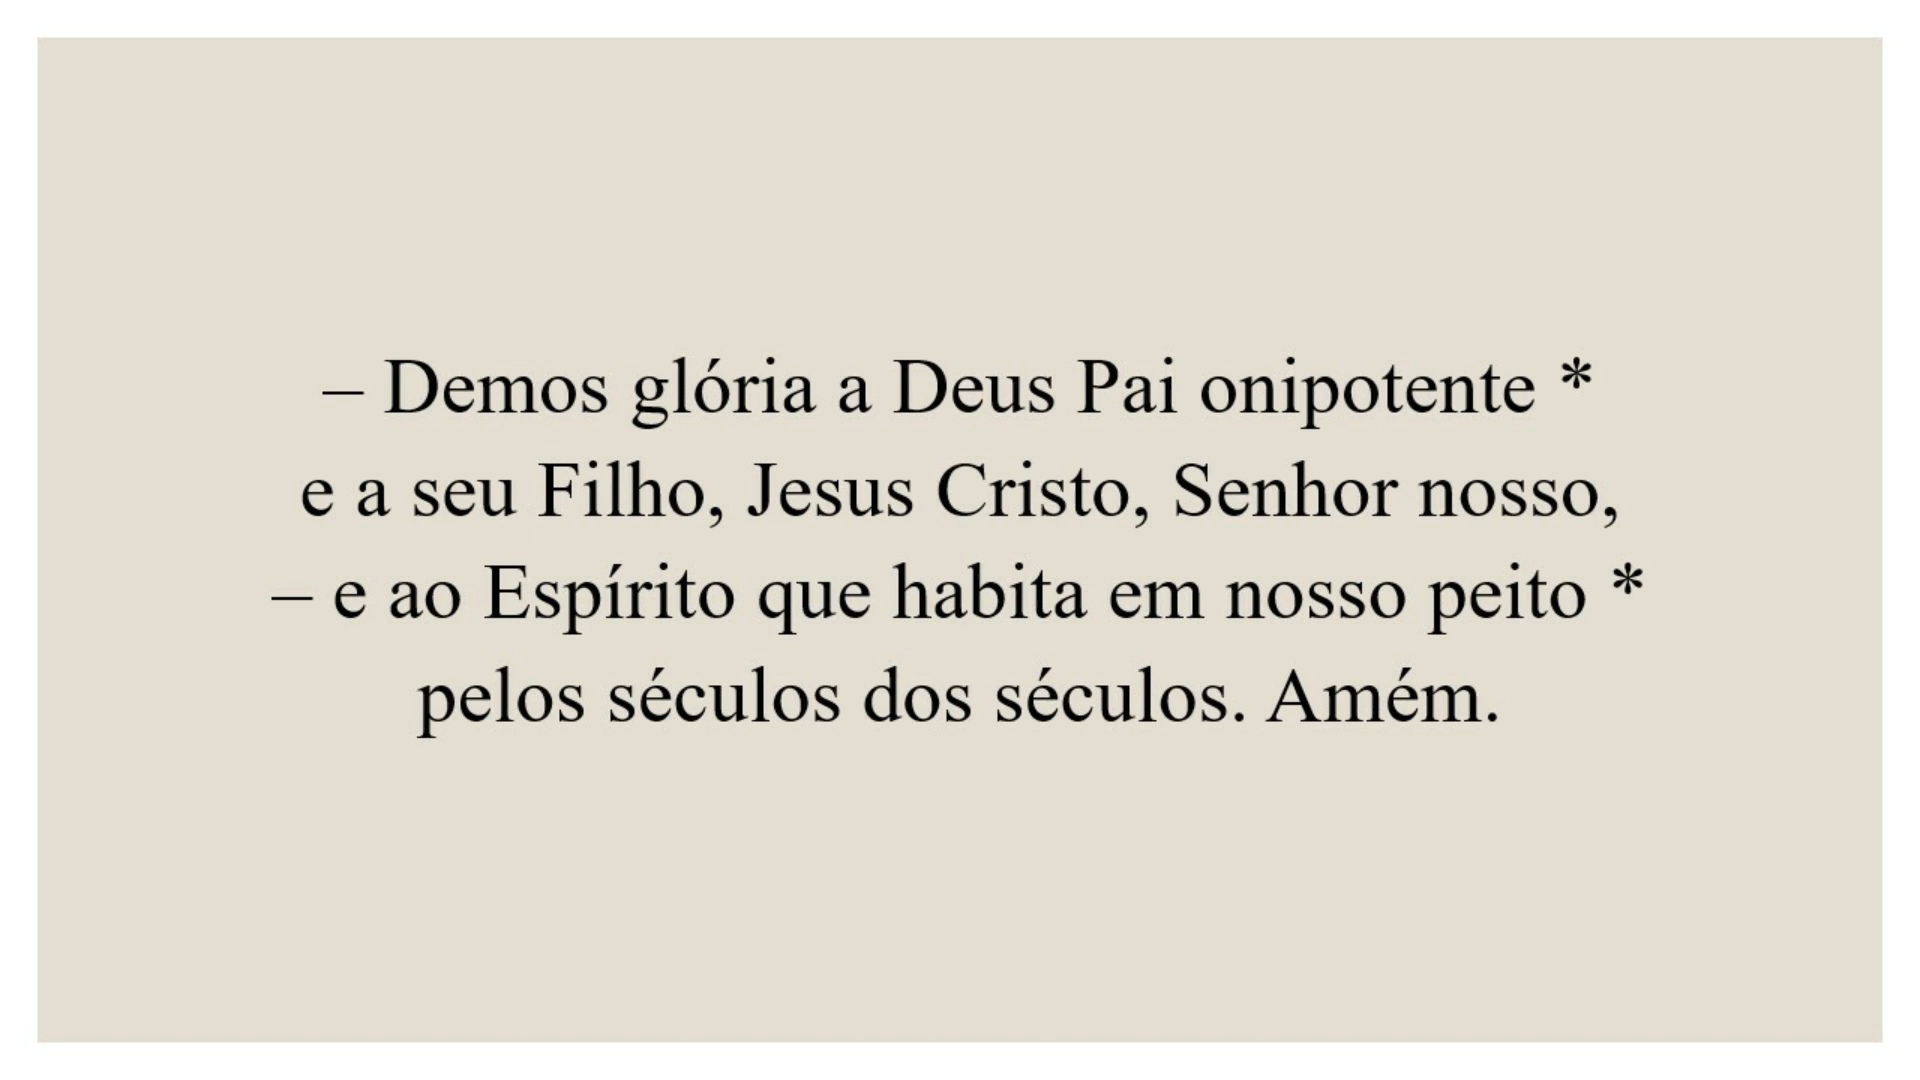 – Demos glória a Deus Pai onipotente *
e a seu Filho, Jesus Cristo, Senhor nosso,
– e ao Espírito que habita em nosso peito *
pelos séculos dos séculos. Amém.